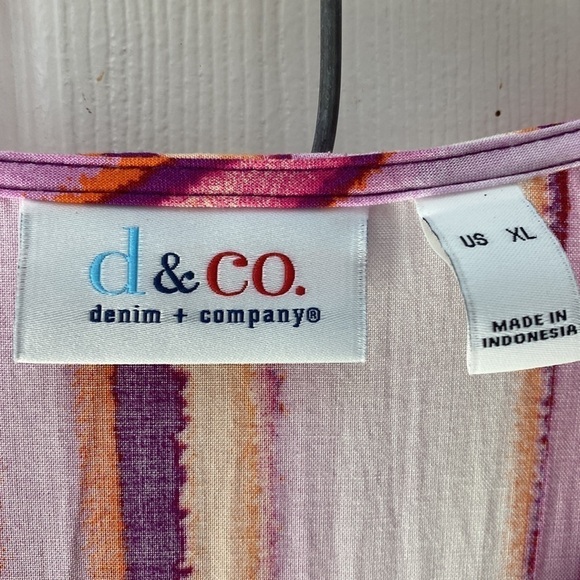 d & co.
denim + company®
US XL
MADE IN
INDONESIA